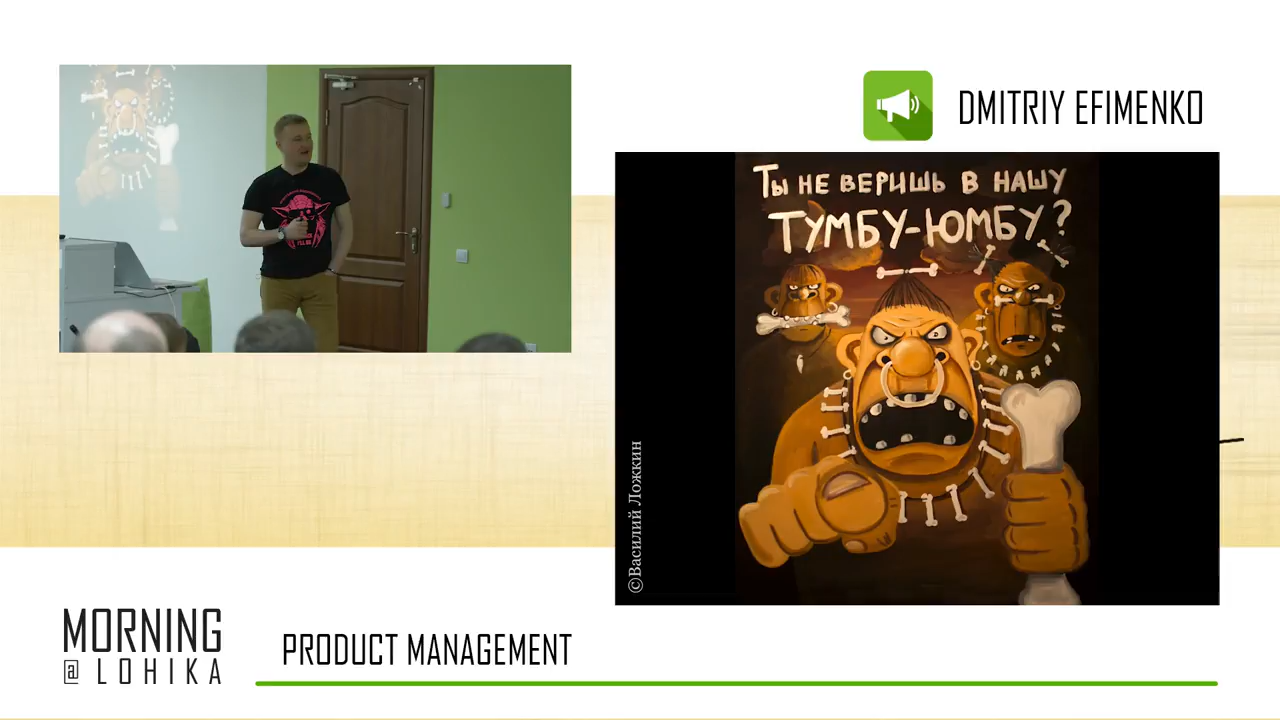 DMITRIY EFIMENKO
Ты не веришь в нашу
Тумбу-Юмбу?
©Василий Ложкин
MORNING
@ LOHIKA
PRODUCT MANAGEMENT